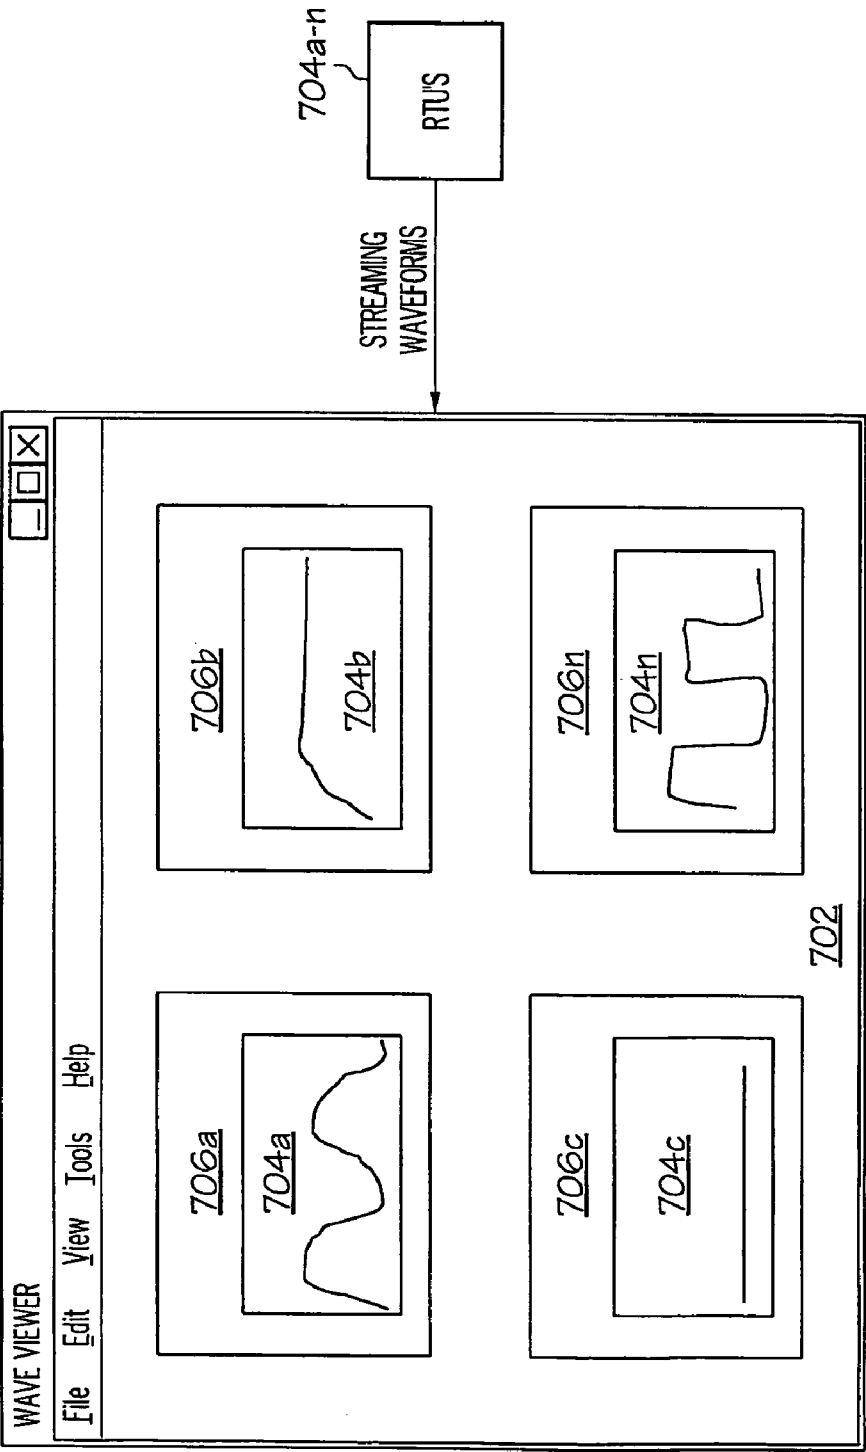 WAVE VIEWER
File Edit View Tools Help
706a
704a
706b
704b
706c
704c
706n
704n
702
STREAMING
WAVEFORMS
704a-n
RTU'S